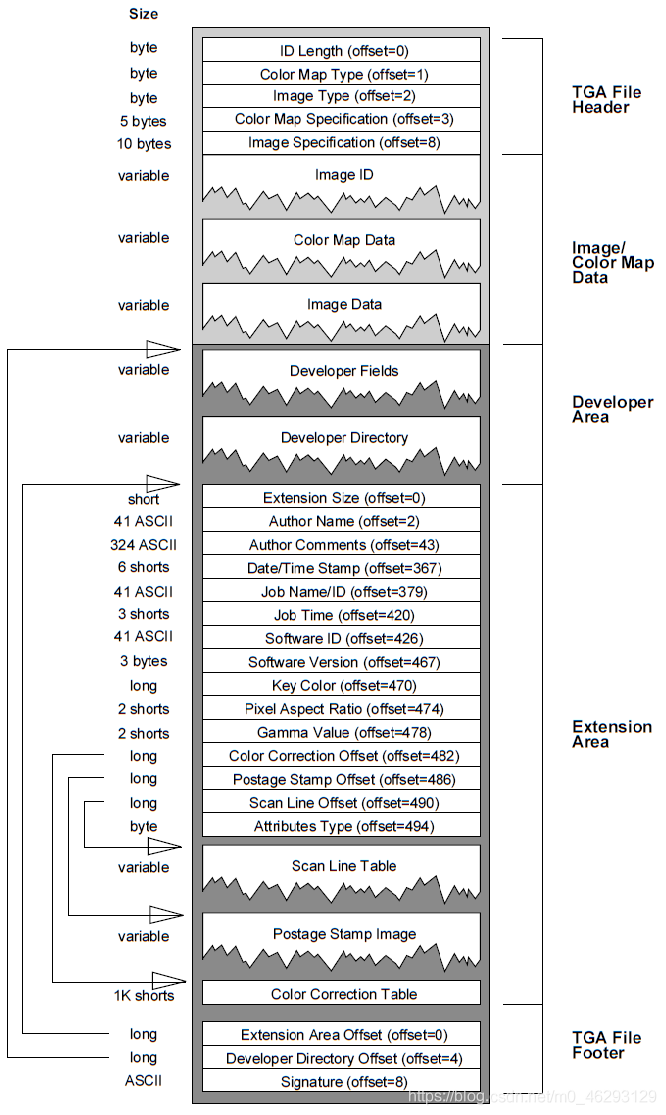 Size
byte ID Length (offset=0)
byte Color Map Type (offset=1)
byte Image Type (offset=2)
5 bytes Color Map Specification (offset=3)
10 bytes Image Specification (offset=8)
TGA File
Header
variable Image ID
variable Color Map Data
variable Image Data
Image/
Color Map
Data
variable Developer Fields
variable Developer Directory
Developer
Area
short Extension Size (offset=0)
41 ASCII Author Name (offset=2)
324 ASCII Author Comments (offset=43)
6 shorts Date/Time Stamp (offset=367)
41 ASCII Job Name/ID (offset=379)
3 shorts Job Time (offset=420)
41 ASCII Software ID (offset=426)
3 bytes Software Version (offset=467)
long Key Color (offset=470)
2 shorts Pixel Aspect Ratio (offset=474)
2 shorts Gamma Value (offset=478)
long Color Correction Offset (offset=482)
long Postage Stamp Offset (offset=486)
long Scan Line Offset (offset=490)
byte Attributes Type (offset=494)
variable Scan Line Table
variable Postage Stamp Image
1K shorts Color Correction Table
Extension
Area
long Extension Area Offset (offset=0)
long Developer Directory Offset (offset=4)
ASCII Signature (offset=8)
TGA File
Footer
https://blog.csdn.net/m0_46293129